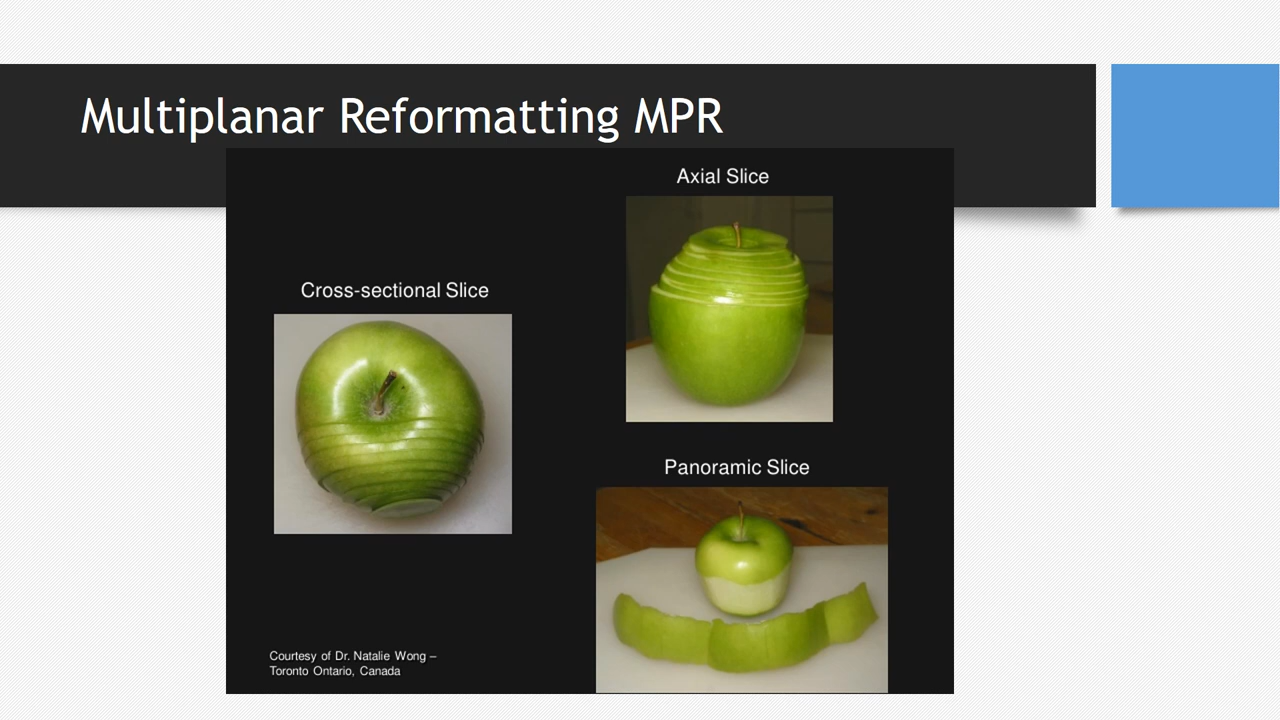 Multiplanar Reformatting MPR
Axial Slice
Cross-sectional Slice
Panoramic Slice
Courtesy of Dr. Natalie Wong –
Toronto Ontario, Canada